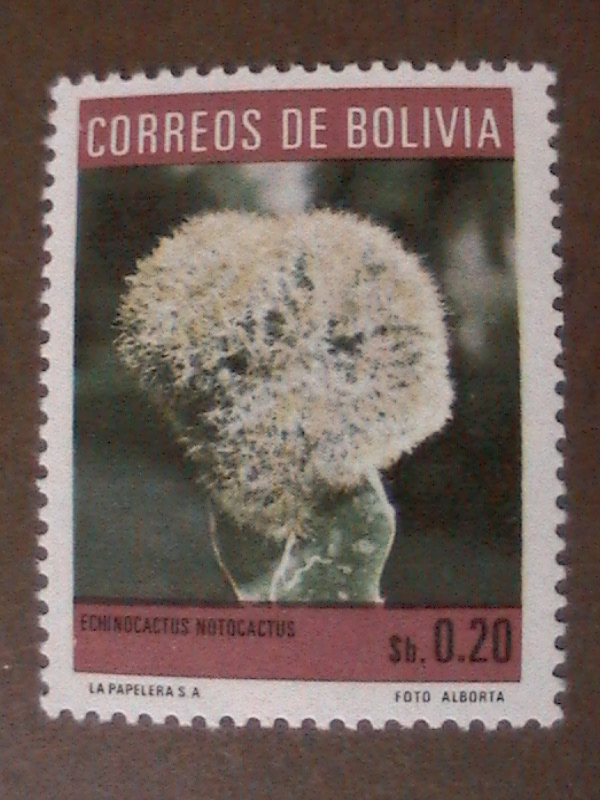 CORREOS DE BOLIVIA
ECHINOCACTUS NOTOCACTUS
$b. 0.20
LA PAPELERA S.A
FOTO ALBORTA